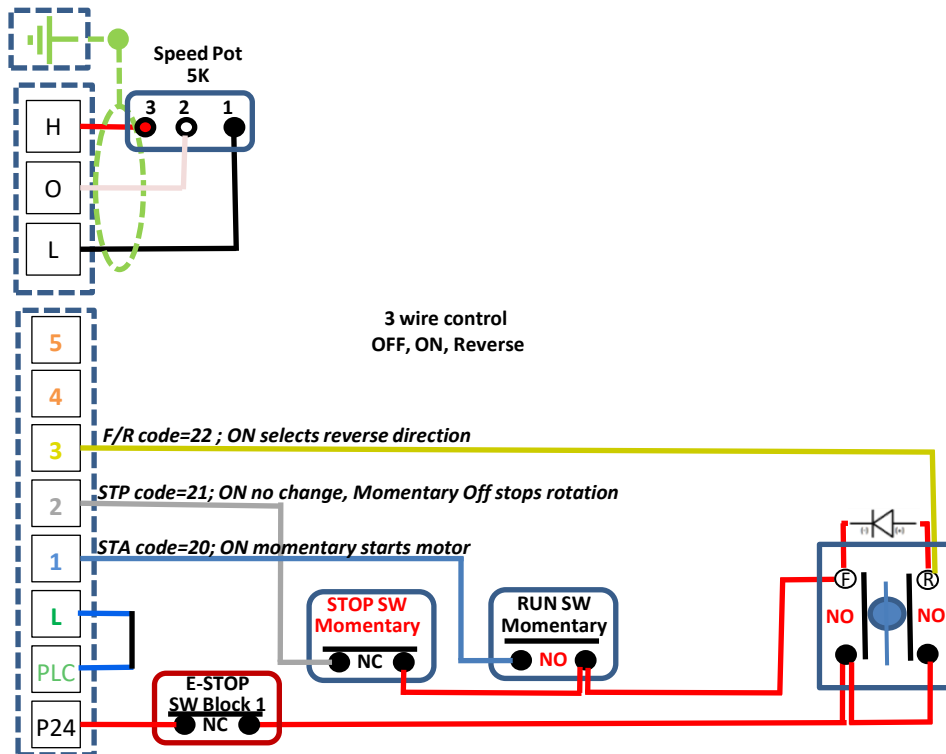 Speed Pot
5K
3 2 1
H
O
L
3 wire control
OFF, ON, Reverse
5
4
F/R code=22 ; ON selects reverse direction
3
STP code=21; ON no change, Momentary Off stops rotation
2
STA code=20; ON momentary starts motor
1
(-) (+)
F R
NO NO
L
STOP SW
Momentary
NC
RUN SW
Momentary
NO
PLC
E-STOP
SW Block 1
NC
P24